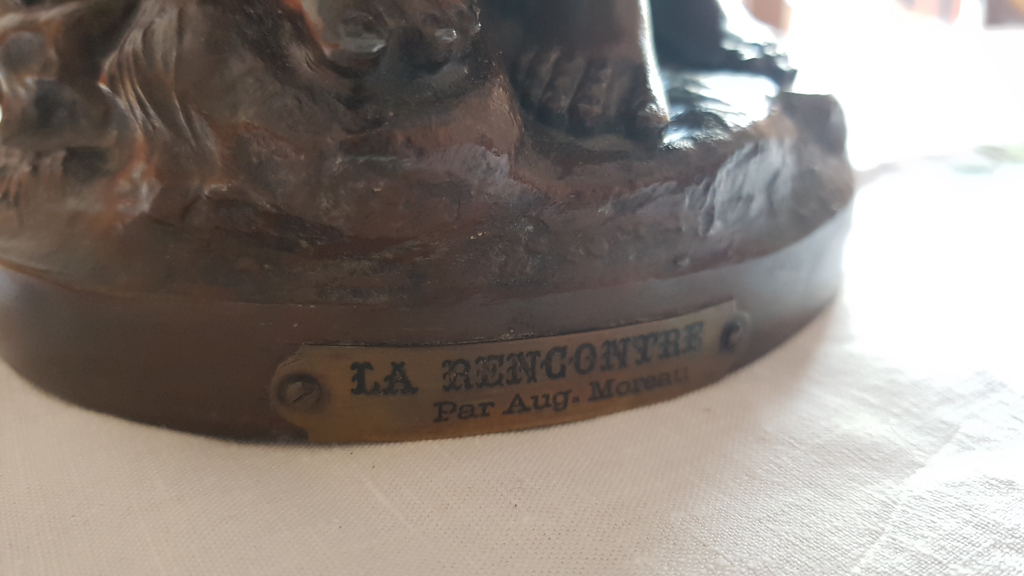 LA RENCONTRE
Par Aug. Moreau